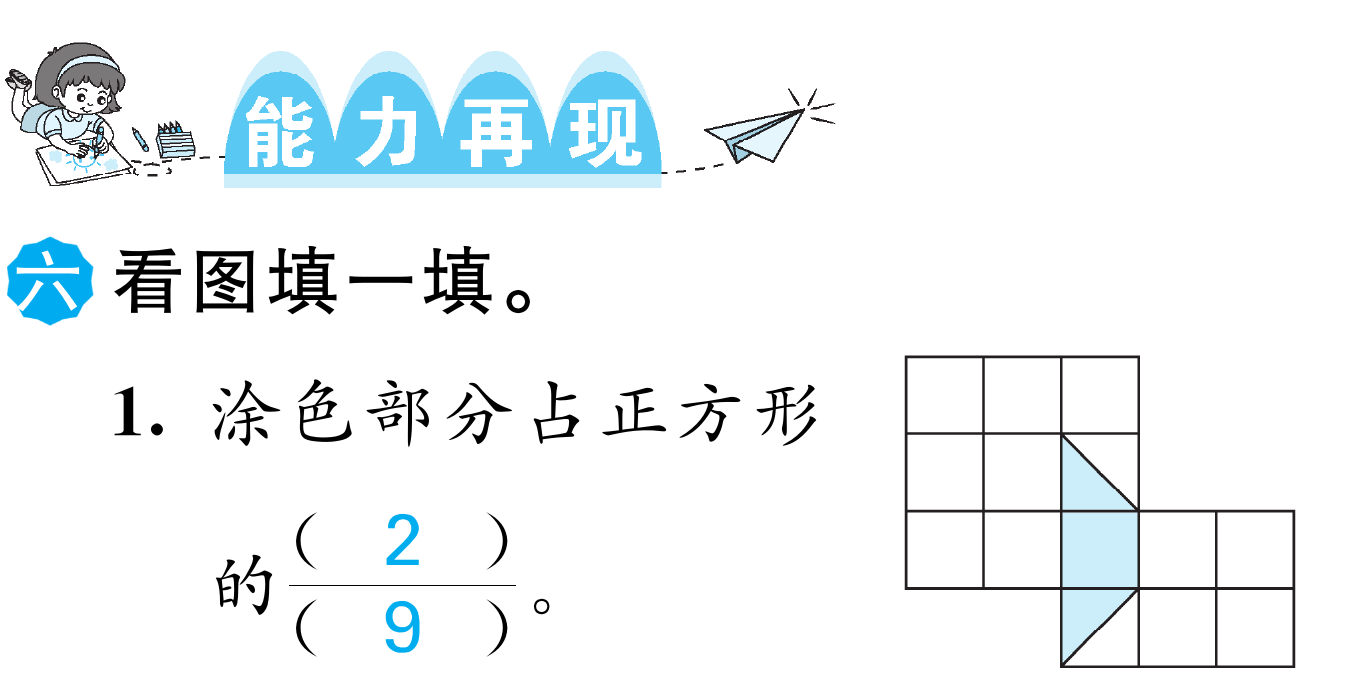 能力再现
六 看图填一填。
1. 涂色部分占正方形
的( 2 )
( 9 )。